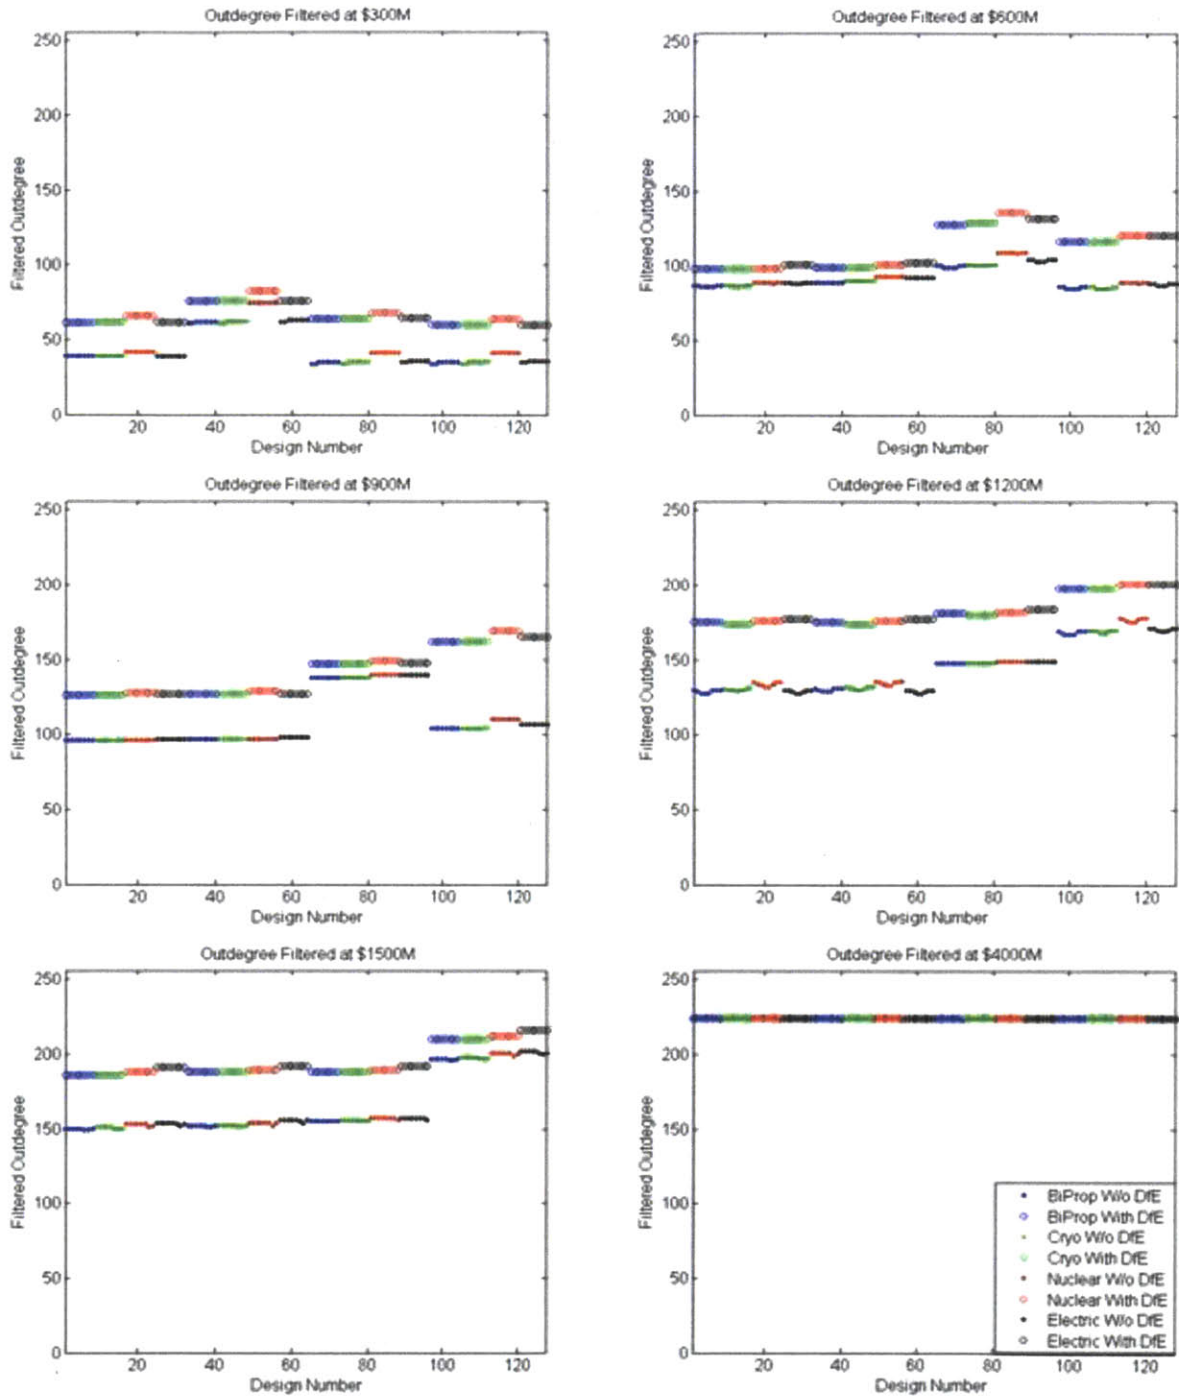 Outdegree Filtered at $300M
250
200
150
100
50
0
Filtered Outdegree
20 40 60 80 100 120
Design Number
Outdegree Filtered at $600M
250
200
150
100
50
0
Filtered Outdegree
20 40 60 80 100 120
Design Number
Outdegree Filtered at $900M
250
200
150
100
50
0
Filtered Outdegree
20 40 60 80 100 120
Design Number
Outdegree Filtered at $1200M
250
200
150
100
50
0
Filtered Outdegree
20 40 60 80 100 120
Design Number
Outdegree Filtered at $1500M
250
200
150
100
50
0
Filtered Outdegree
20 40 60 80 100 120
Design Number
Outdegree Filtered at $4000M
250
200
150
100
50
0
Filtered Outdegree
20 40 60 80 100 120
Design Number
BiProp W/o DfE
BiProp With DfE
Cryo W/o DfE
Cryo With DfE
Nuclear W/o DfE
Nuclear With DfE
Electric W/o DfE
Electric With DfE